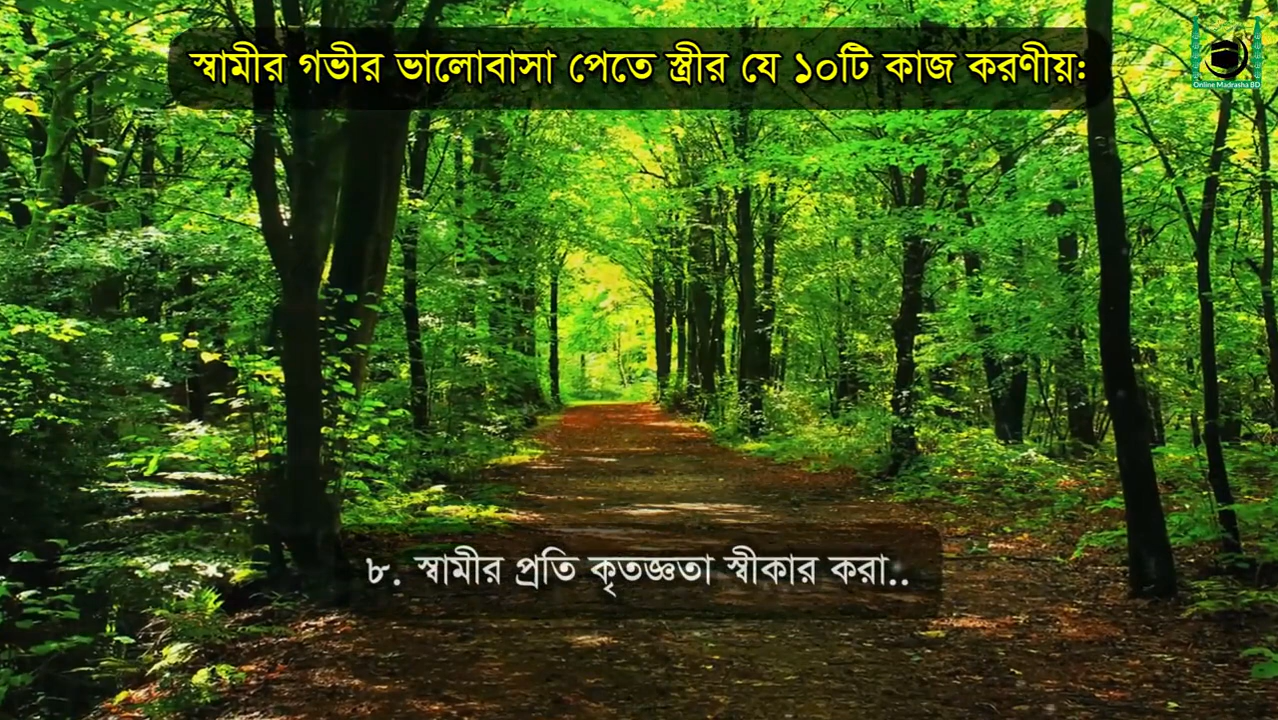 স্বামীর গভীর ভালোবাসা পেতে স্ত্রীর যে ১০টি কাজ করণীয়:
Online Madrasha BD
৮. স্বামীর প্রতি কৃতজ্ঞতা স্বীকার করা..